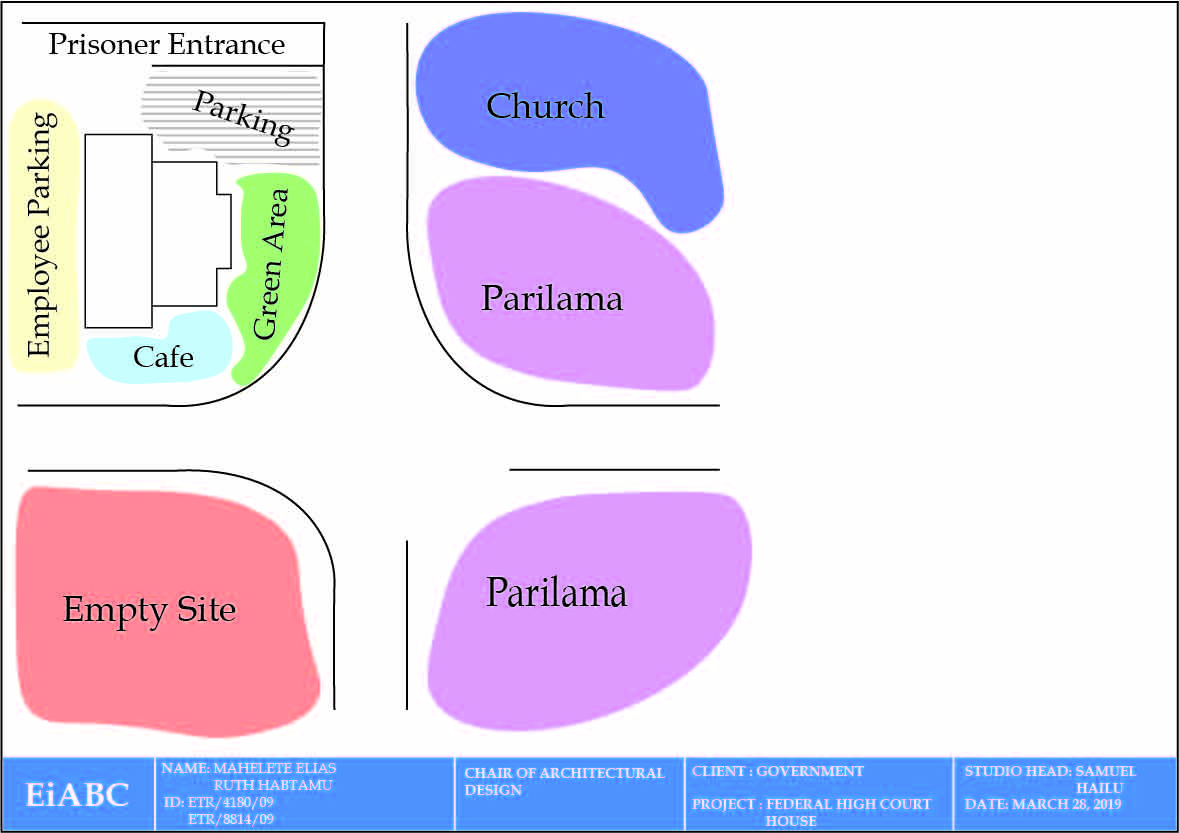 Prisoner Entrance
Parking
Employee Parking
Green Area
Cafe
Church
Parilama
Empty Site
Parilama
EiABC
NAME: MAHELETE ELIAS
RUTH HABTAMU
ID: ETR/4180/09
ETR/8814/09
CHAIR OF ARCHITECTURAL
DESIGN
CLIENT : GOVERNMENT
PROJECT : FEDERAL HIGH COURT
HOUSE
STUDIO HEAD: SAMUEL
HAILU
DATE: MARCH 28, 2019